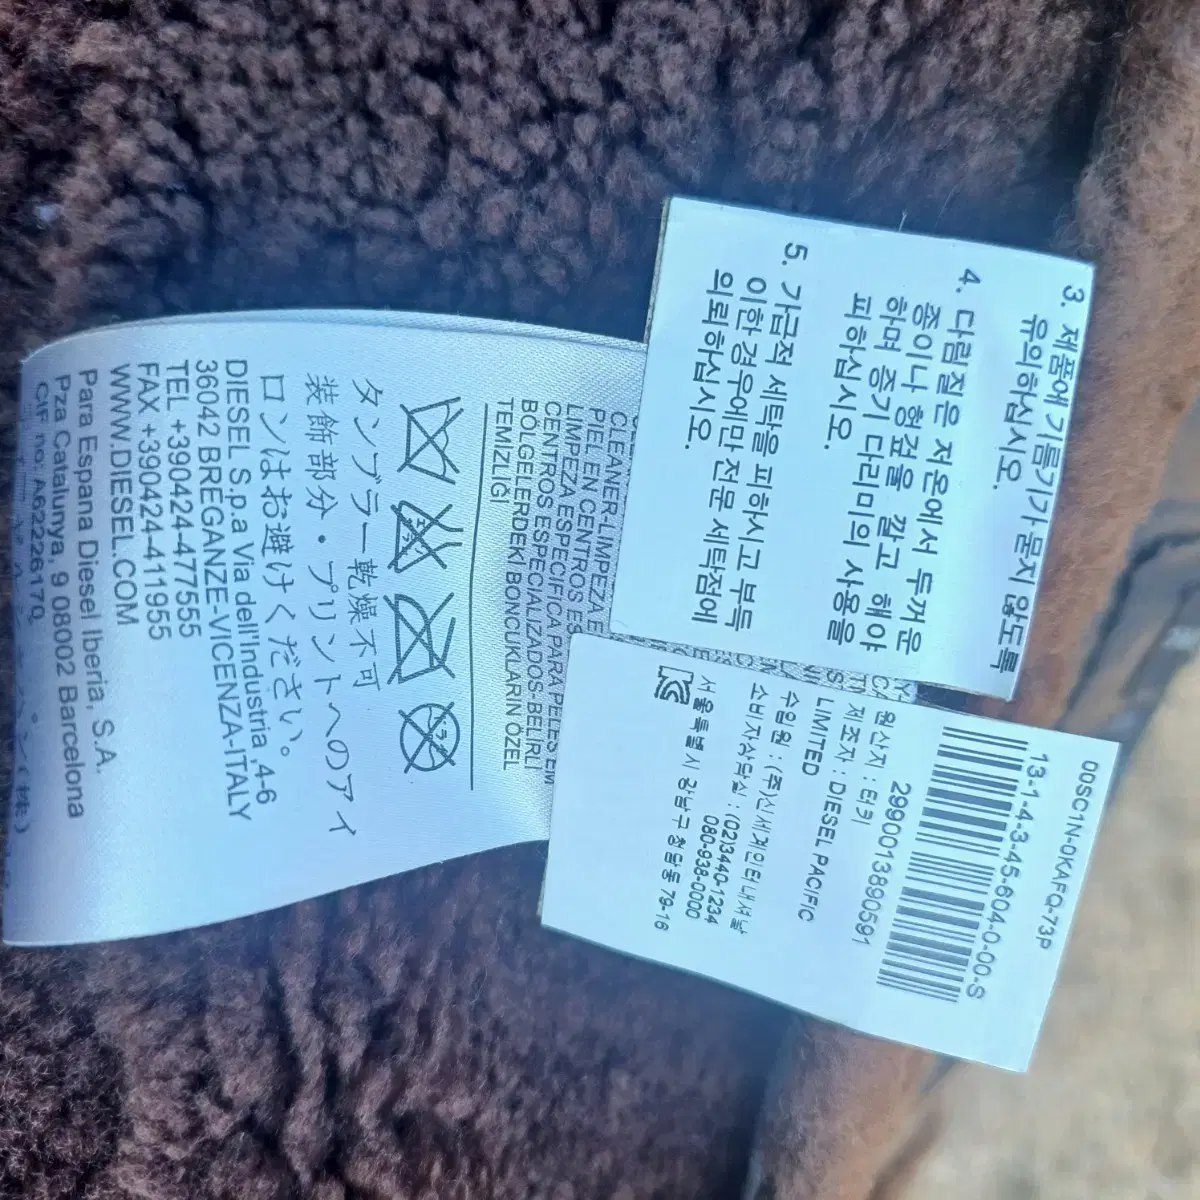 3. 제품에 기름기가 묻지 않도록
유의하십시오.
4. 다림질은 저온에서 두꺼운
종이나 헝겊을 깔고 해야
하며 증기 다리미의 사용을
피하십시오.
5. 가급적 세탁을 피하시고 부득
이한 경우에만 전문 세탁점에
의뢰하십시오.
00SC1N-0KAFQ-73P
13-1-4-3-45-604-0-00-S
2990013890591
원산지 : 터키
제조자 : DIESEL PACIFIC
LIMITED
수입원 : (주)신세계인터내셔날
소비자상담실 : (02)3440-1234
080-938-0000
서울특별시 강남구 청담동 79-16
CLEANER-LIMPEZA E
PIEL EN CENTROS ES
LIMPEZA ESPECIFICA PARA PELES EM
CENTROS ESPECIALIZADOS-BELİRLİ
BÖLGELERDEKİ BONCUKLARIN ÖZEL
TEMİZLİĞİ
タンブラー乾燥不可
装飾部分・プリントへのアイ
ロンはお避けください。
DIESEL S.p.a Via dell'Industria ,4-6
36042 BREGANZE-VICENZA-ITALY
TEL +390424-477555
FAX +390424-411955
WWW.DIESEL.COM
Para Espana Diesel Iberia, S.A.
Pza Catalunya, 9 08002 Barcelona
CIF no: A62226170